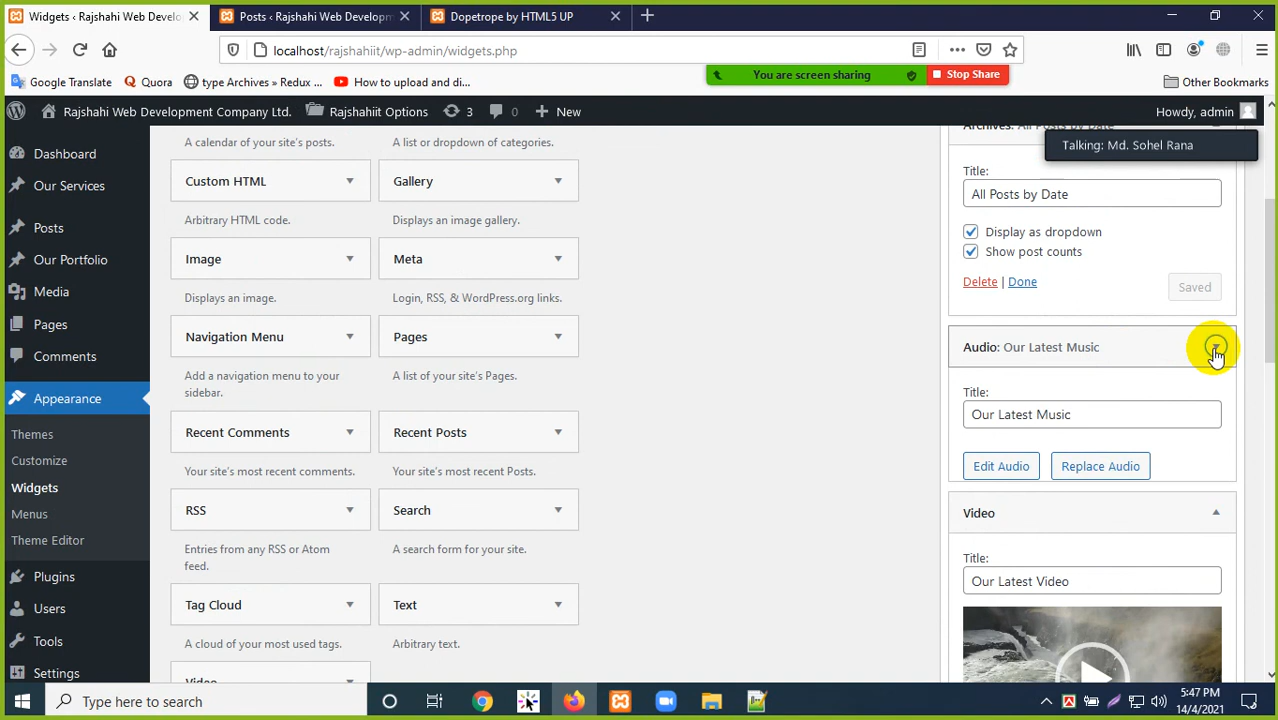 Widgets ‹ Rajshahi Web Develo
Posts ‹ Rajshahi Web Developm
Dopetrope by HTML5 UP
localhost/rajshahiit/wp-admin/widgets.php
Google Translate
Quora
type Archives » Redux ...
How to upload and di...
You are screen sharing
Stop Share
Other Bookmarks
Rajshahi Web Development Company Ltd.
Rajshahiit Options
3
0
New
Howdy, admin
Talking: Md. Sohel Rana
Dashboard
Our Services
Posts
Our Portfolio
Media
Pages
Comments
Appearance
Themes
Customize
Widgets
Menus
Theme Editor
Plugins
Users
Tools
Settings
A calendar of your site's posts.
A list or dropdown of categories.
Custom HTML
Gallery
Arbitrary HTML code.
Displays an image gallery.
Image
Meta
Displays an image.
Login, RSS, & WordPress.org links.
Navigation Menu
Pages
Add a navigation menu to your
sidebar.
A list of your site's Pages.
Recent Comments
Recent Posts
Your site's most recent comments.
Your site's most recent Posts.
RSS
Search
Entries from any RSS or Atom
feed.
A search form for your site.
Tag Cloud
Text
A cloud of your most used tags.
Arbitrary text.
Video
Archives: All Posts by Date
Title:
All Posts by Date
Display as dropdown
Show post counts
Delete | Done
Saved
Audio: Our Latest Music
Title:
Our Latest Music
Edit Audio
Replace Audio
Video
Title:
Our Latest Video
Type here to search
5:47 PM
14/4/2021